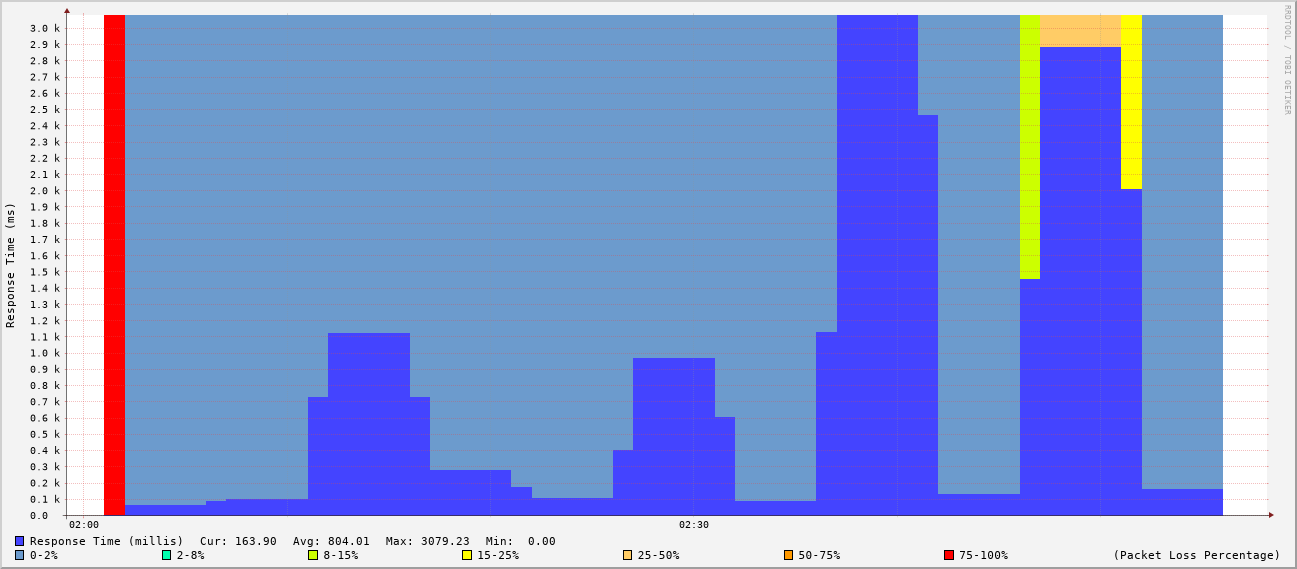 3.0 k
2.9 k
2.8 k
2.7 k
2.6 k
2.5 k
2.4 k
2.3 k
2.2 k
2.1 k
2.0 k
1.9 k
1.8 k
1.7 k
1.6 k
1.5 k
1.4 k
1.3 k
1.2 k
1.1 k
1.0 k
0.9 k
0.8 k
0.7 k
0.6 k
0.5 k
0.4 k
0.3 k
0.2 k
0.1 k
0.0
Response Time (ms)
RRDTOOL / TOBI OETIKER
02:00 02:30
Response Time (millis) Cur: 163.90 Avg: 804.01 Max: 3079.23 Min: 0.00
0-2% 2-8% 8-15% 15-25% 25-50% 50-75% 75-100% (Packet Loss Percentage)